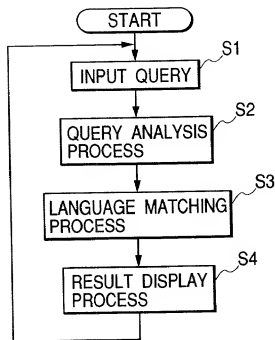 START
S1
INPUT QUERY
S2
QUERY ANALYSIS
PROCESS
S3
LANGUAGE MATCHING
PROCESS
S4
RESULT DISPLAY
PROCESS